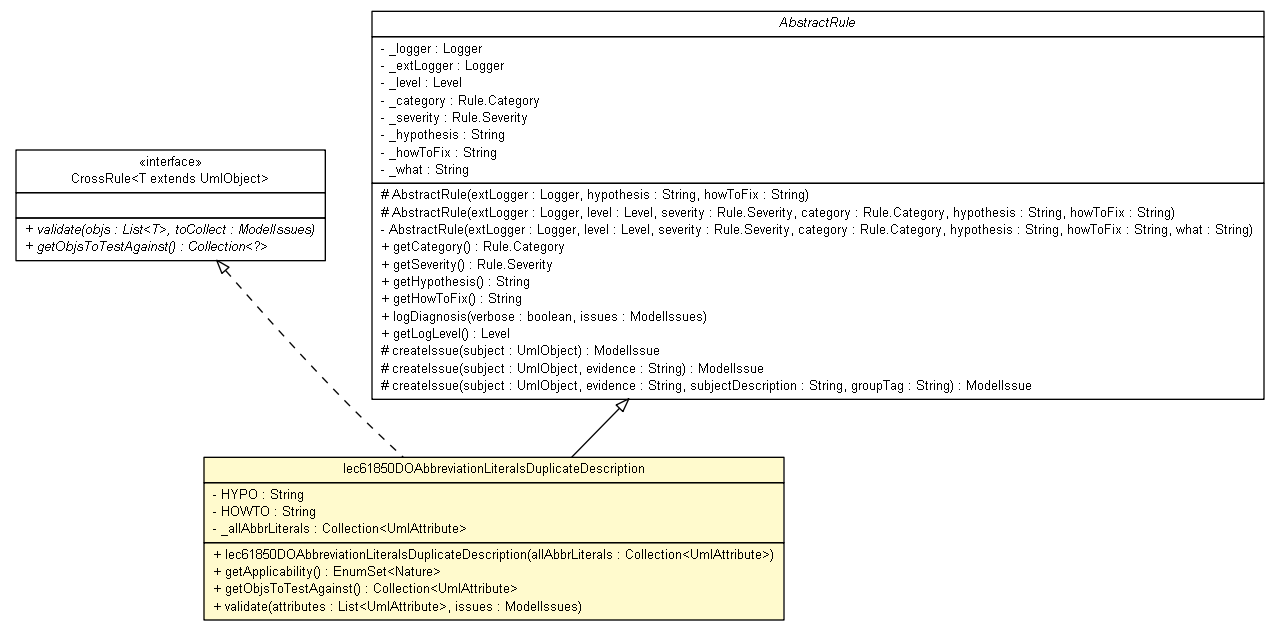 AbstractRule
- _logger : Logger
- _extLogger : Logger
- _level : Level
- _category : Rule.Category
- _severity : Rule.Severity
- _hypothesis : String
- _howToFix : String
- _what : String
# AbstractRule(extLogger : Logger, hypothesis : String, howToFix : String)
# AbstractRule(extLogger : Logger, level : Level, severity : Rule.Severity, category : Rule.Category, hypothesis : String, howToFix : String)
- AbstractRule(extLogger : Logger, level : Level, severity : Rule.Severity, category : Rule.Category, hypothesis : String, howToFix : String, what : String)
+ getCategory() : Rule.Category
+ getSeverity() : Rule.Severity
+ getHypothesis() : String
+ getHowToFix() : String
+ logDiagnosis(verbose : boolean, issues : ModelIssues)
+ getLogLevel() : Level
# createIssue(subject : UmlObject) : ModelIssue
# createIssue(subject : UmlObject, evidence : String) : ModelIssue
# createIssue(subject : UmlObject, evidence : String, subjectDescription : String, groupTag : String) : ModelIssue
«interface»
CrossRule<T extends UmlObject>
+ validate(objs : List<T>, toCollect : ModelIssues)
+ getObjsToTestAgainst() : Collection<?>
Iec61850DOAbbreviationLiteralsDuplicateDescription
- HYPO : String
- HOWTO : String
- _allAbbrLiterals : Collection<UmlAttribute>
+ Iec61850DOAbbreviationLiteralsDuplicateDescription(allAbbrLiterals : Collection<UmlAttribute>)
+ getApplicability() : EnumSet<Nature>
+ getObjsToTestAgainst() : Collection<UmlAttribute>
+ validate(attributes : List<UmlAttribute>, issues : ModelIssues)